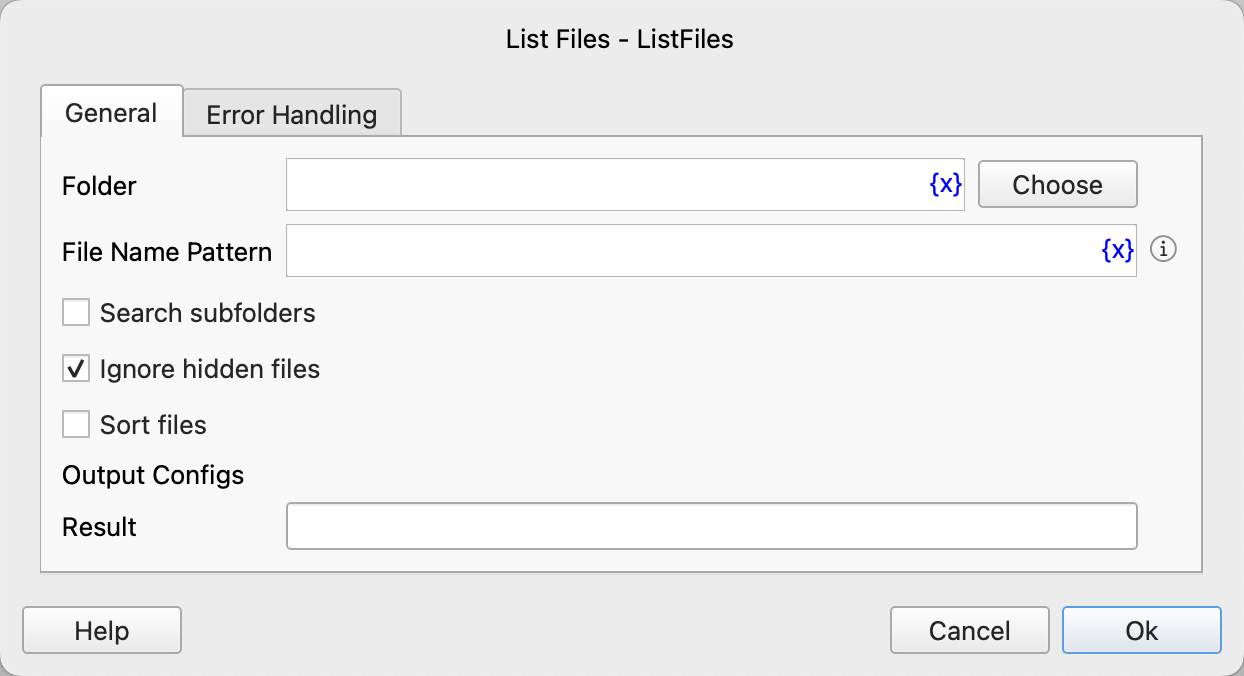 List Files - ListFiles
General Error Handling
Folder {x} Choose
File Name Pattern {x} i
Search subfolders
Ignore hidden files
Sort files
Output Configs
Result
Help Cancel Ok